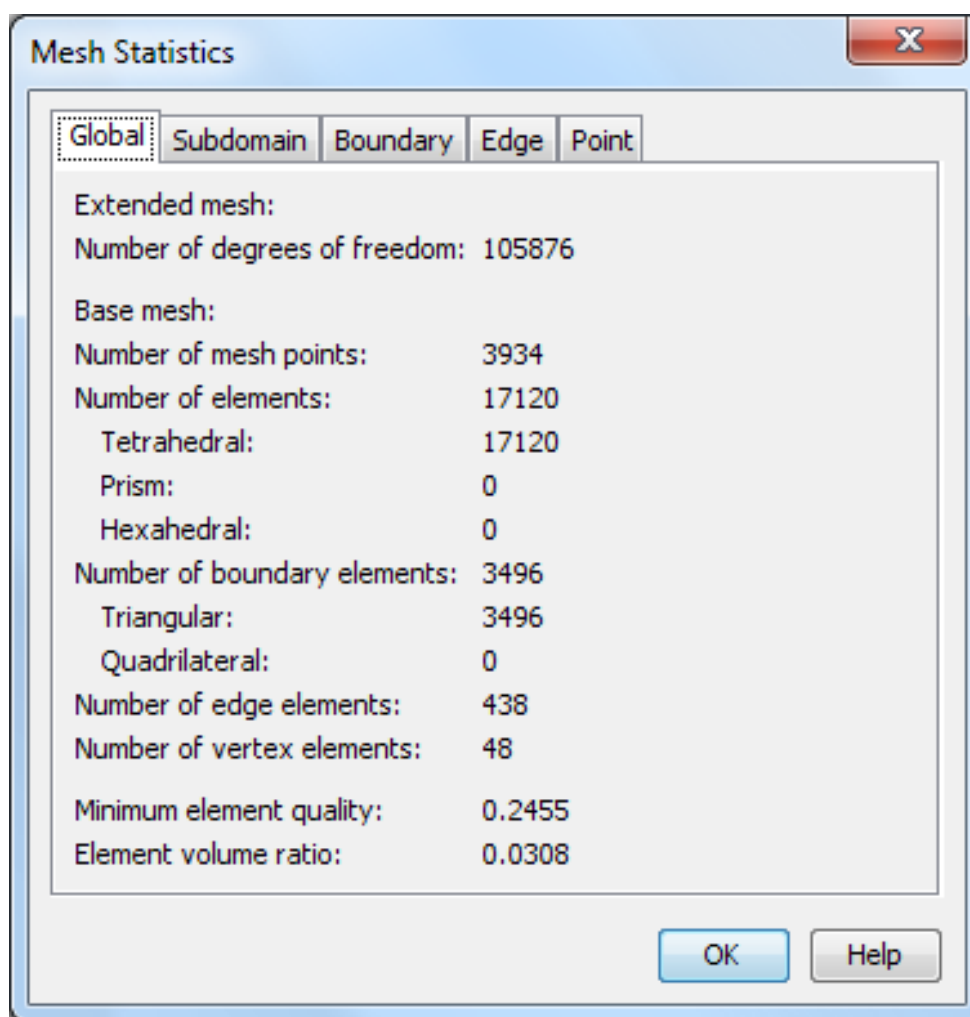 Mesh Statistics
Global Subdomain Boundary Edge Point
Extended mesh:
Number of degrees of freedom: 105876
Base mesh:
Number of mesh points: 3934
Number of elements: 17120
Tetrahedral: 17120
Prism: 0
Hexahedral: 0
Number of boundary elements: 3496
Triangular: 3496
Quadrilateral: 0
Number of edge elements: 438
Number of vertex elements: 48
Minimum element quality: 0.2455
Element volume ratio: 0.0308
OK Help